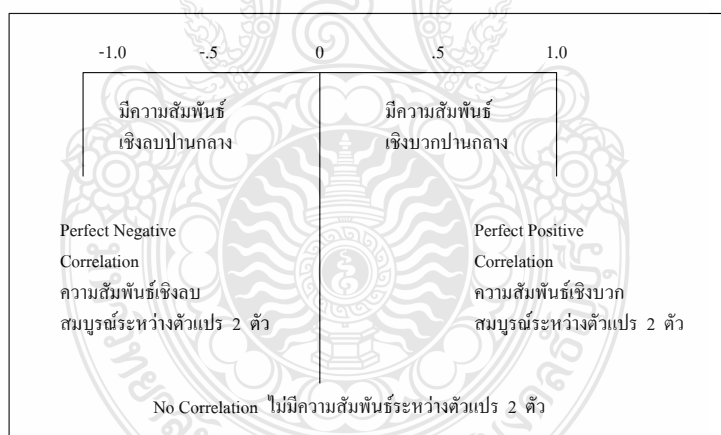 -1.0 -.5 0 .5 1.0
มีความสัมพันธ์ มีความสัมพันธ์
เชิงลบปานกลาง เชิงบวกปานกลาง
Perfect Negative Perfect Positive
Correlation Correlation
ความสัมพันธ์เชิงลบ ความสัมพันธ์เชิงบวก
สมบูรณ์ระหว่างตัวแปร 2 ตัว สมบูรณ์ระหว่างตัวแปร 2 ตัว
No Correlation ไม่มีความสัมพันธ์ระหว่างตัวแปร 2 ตัว